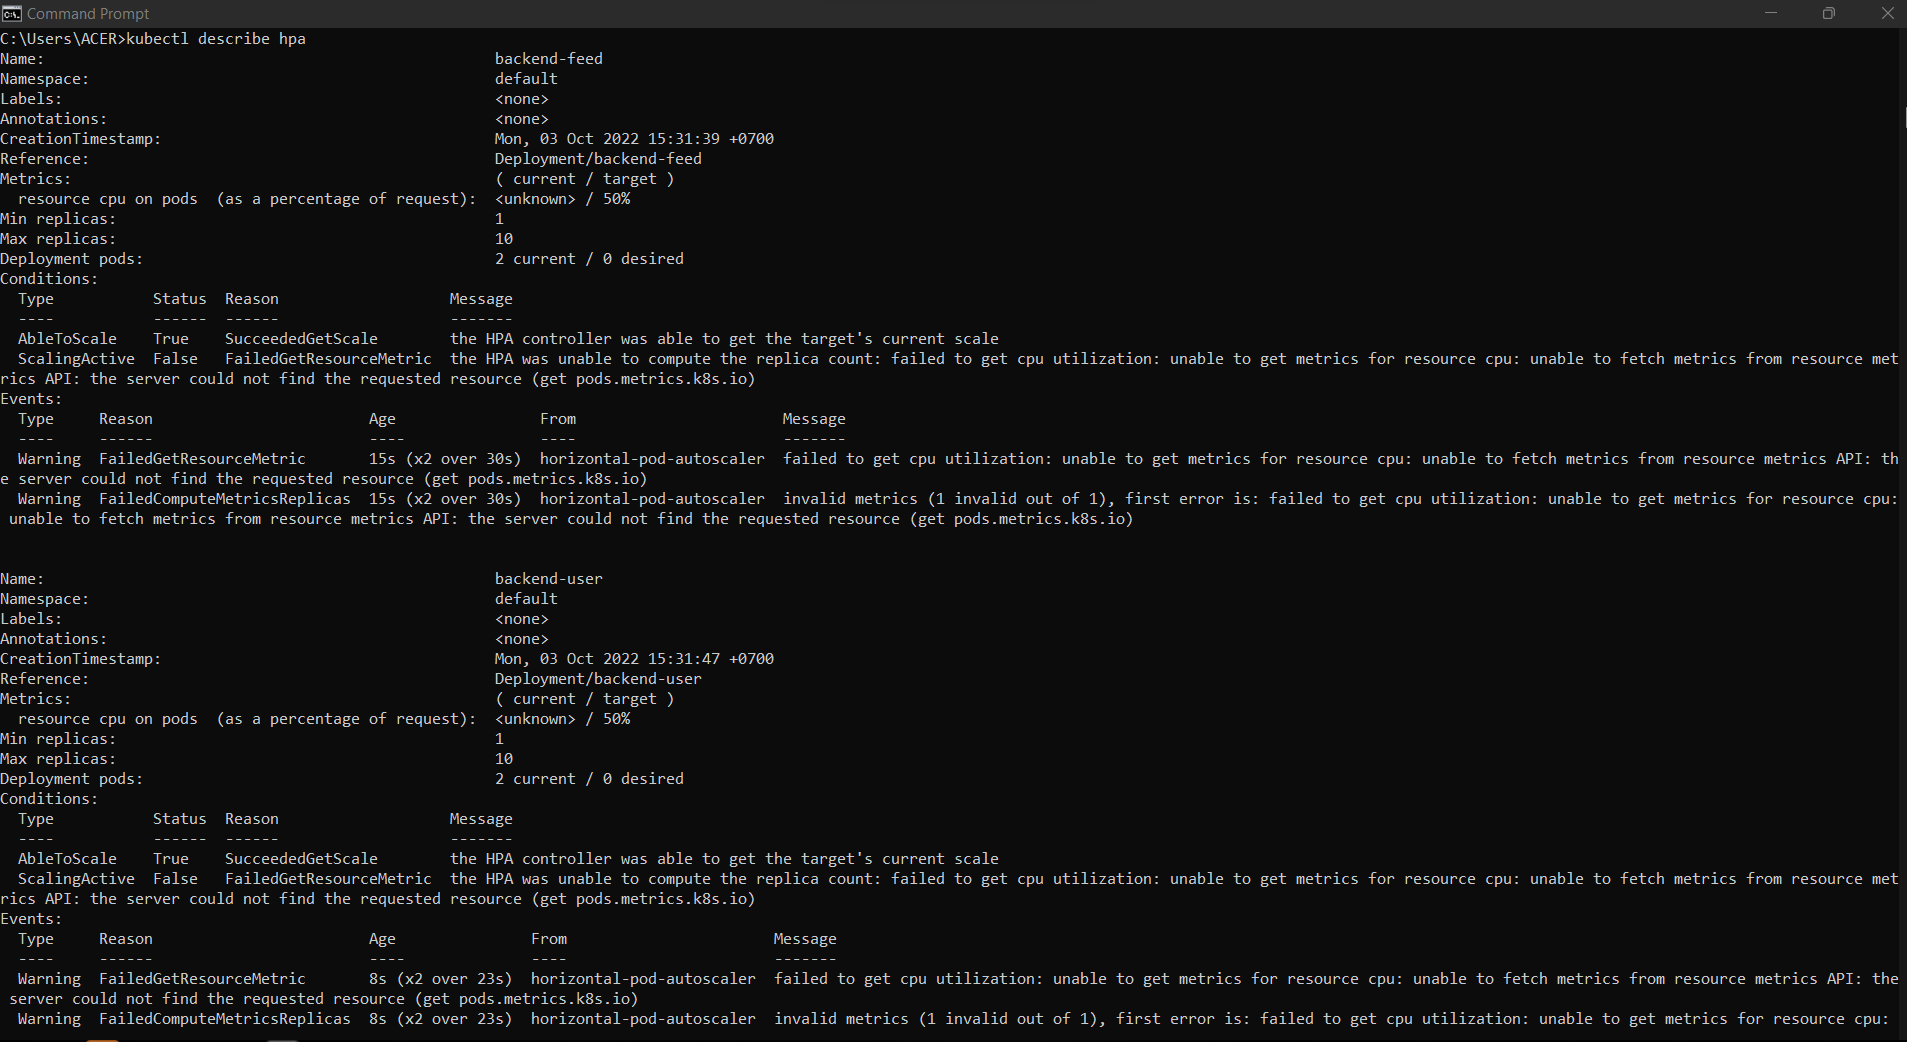 Command Prompt
C:\Users\ACER>kubectl describe hpa
Name:                                                  backend-feed
Namespace:                                             default
Labels:                                                <none>
Annotations:                                           <none>
CreationTimestamp:                                     Mon, 03 Oct 2022 15:31:39 +0700
Reference:                                             Deployment/backend-feed
Metrics:                                               ( current / target )
  resource cpu on pods  (as a percentage of request):  <unknown> / 50%
Min replicas:                                          1
Max replicas:                                          10
Deployment pods:                                       2 current / 0 desired
Conditions:
  Type           Status  Reason                   Message
  ----           ------  ------                   -------
  AbleToScale    True    SucceededGetScale        the HPA controller was able to get the target's current scale
  ScalingActive  False   FailedGetResourceMetric  the HPA was unable to compute the replica count: failed to get cpu utilization: unable to get metrics for resource cpu: unable to fetch metrics from resource met
rics API: the server could not find the requested resource (get pods.metrics.k8s.io)
Events:
  Type     Reason                        Age                From                       Message
  ----     ------                        ----               ----                       -------
  Warning  FailedGetResourceMetric       15s (x2 over 30s)  horizontal-pod-autoscaler  failed to get cpu utilization: unable to get metrics for resource cpu: unable to fetch metrics from resource metrics API: th
e server could not find the requested resource (get pods.metrics.k8s.io)
  Warning  FailedComputeMetricsReplicas  15s (x2 over 30s)  horizontal-pod-autoscaler  invalid metrics (1 invalid out of 1), first error is: failed to get cpu utilization: unable to get metrics for resource cpu:
 unable to fetch metrics from resource metrics API: the server could not find the requested resource (get pods.metrics.k8s.io)
Name:                                                  backend-user
Namespace:                                             default
Labels:                                                <none>
Annotations:                                           <none>
CreationTimestamp:                                     Mon, 03 Oct 2022 15:31:47 +0700
Reference:                                             Deployment/backend-user
Metrics:                                               ( current / target )
  resource cpu on pods  (as a percentage of request):  <unknown> / 50%
Min replicas:                                          1
Max replicas:                                          10
Deployment pods:                                       2 current / 0 desired
Conditions:
  Type           Status  Reason                   Message
  ----           ------  ------                   -------
  AbleToScale    True    SucceededGetScale        the HPA controller was able to get the target's current scale
  ScalingActive  False   FailedGetResourceMetric  the HPA was unable to compute the replica count: failed to get cpu utilization: unable to get metrics for resource cpu: unable to fetch metrics from resource met
rics API: the server could not find the requested resource (get pods.metrics.k8s.io)
Events:
  Type     Reason                        Age               From                       Message
  ----     ------                        ----              ----                       -------
  Warning  FailedGetResourceMetric       8s (x2 over 23s)  horizontal-pod-autoscaler  failed to get cpu utilization: unable to get metrics for resource cpu: unable to fetch metrics from resource metrics API: the
 server could not find the requested resource (get pods.metrics.k8s.io)
  Warning  FailedComputeMetricsReplicas  8s (x2 over 23s)  horizontal-pod-autoscaler  invalid metrics (1 invalid out of 1), first error is: failed to get cpu utilization: unable to get metrics for resource cpu: